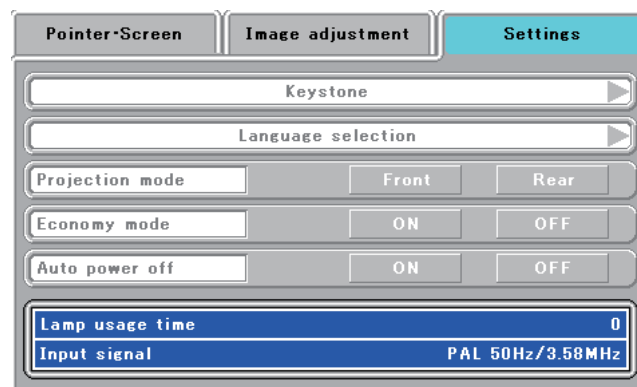 Pointer·Screen Image adjustment Settings
Keystone
Language selection
Projection mode Front Rear
Economy mode ON OFF
Auto power off ON OFF
Lamp usage time 0
Input signal PAL 50Hz/3.58MHz